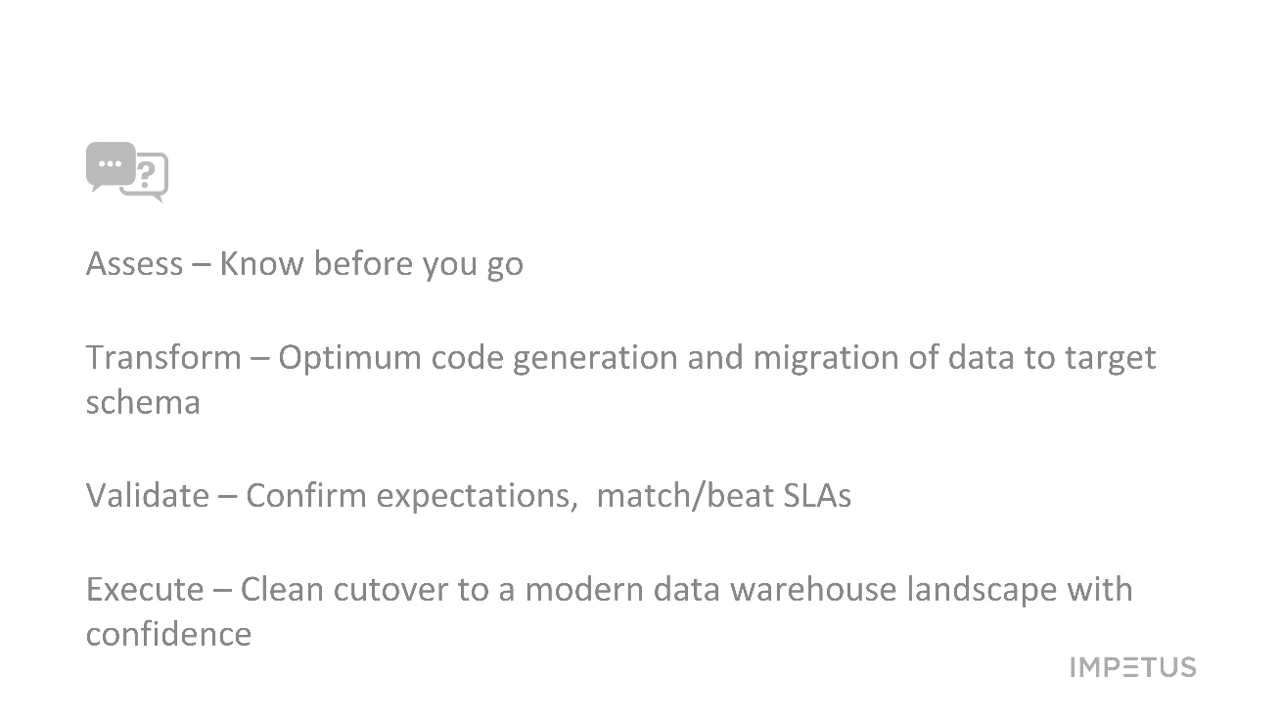 Assess – Know before you go
Transform – Optimum code generation and migration of data to target
schema
Validate – Confirm expectations,  match/beat SLAs
Execute – Clean cutover to a modern data warehouse landscape with
confidence
IMPETUS